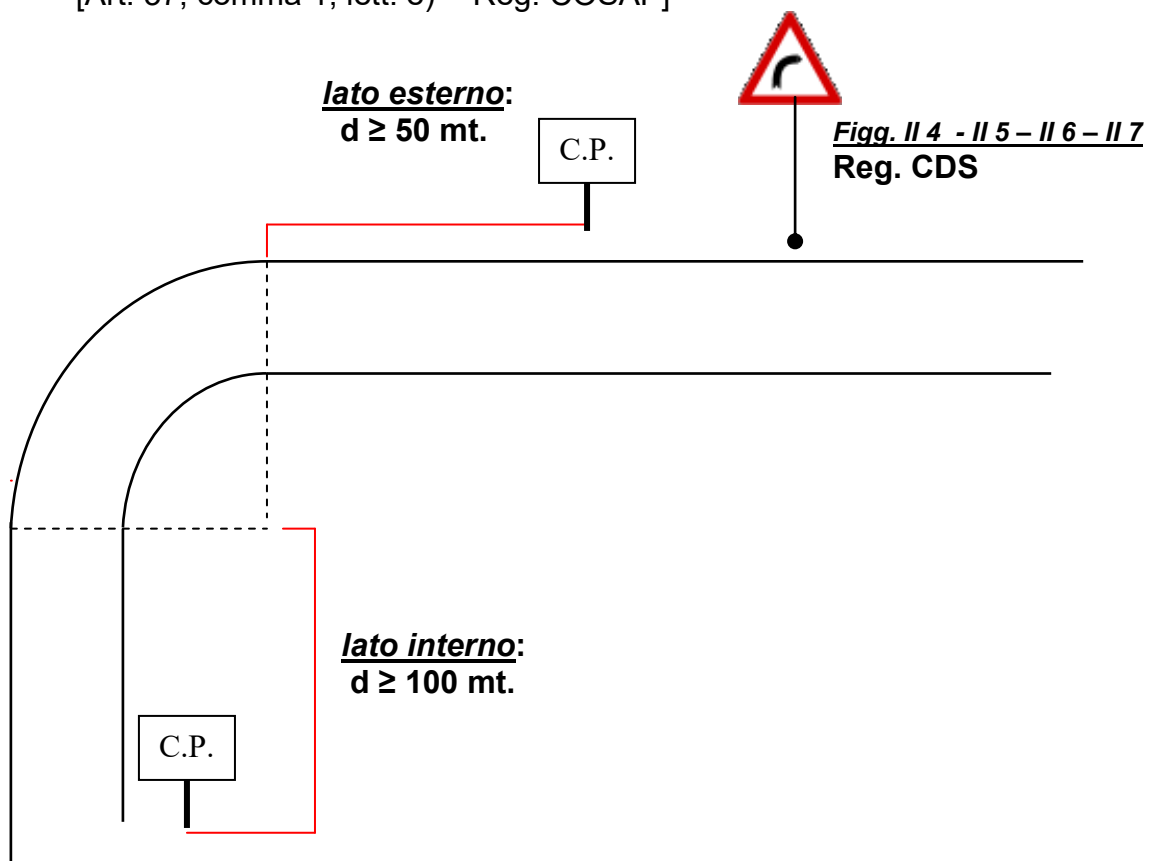 lato esterno:
d ≥ 50 mt.
C.P.
Figg. II 4 - II 5 – II 6 – II 7
Reg. CDS
lato interno:
d ≥ 100 mt.
C.P.